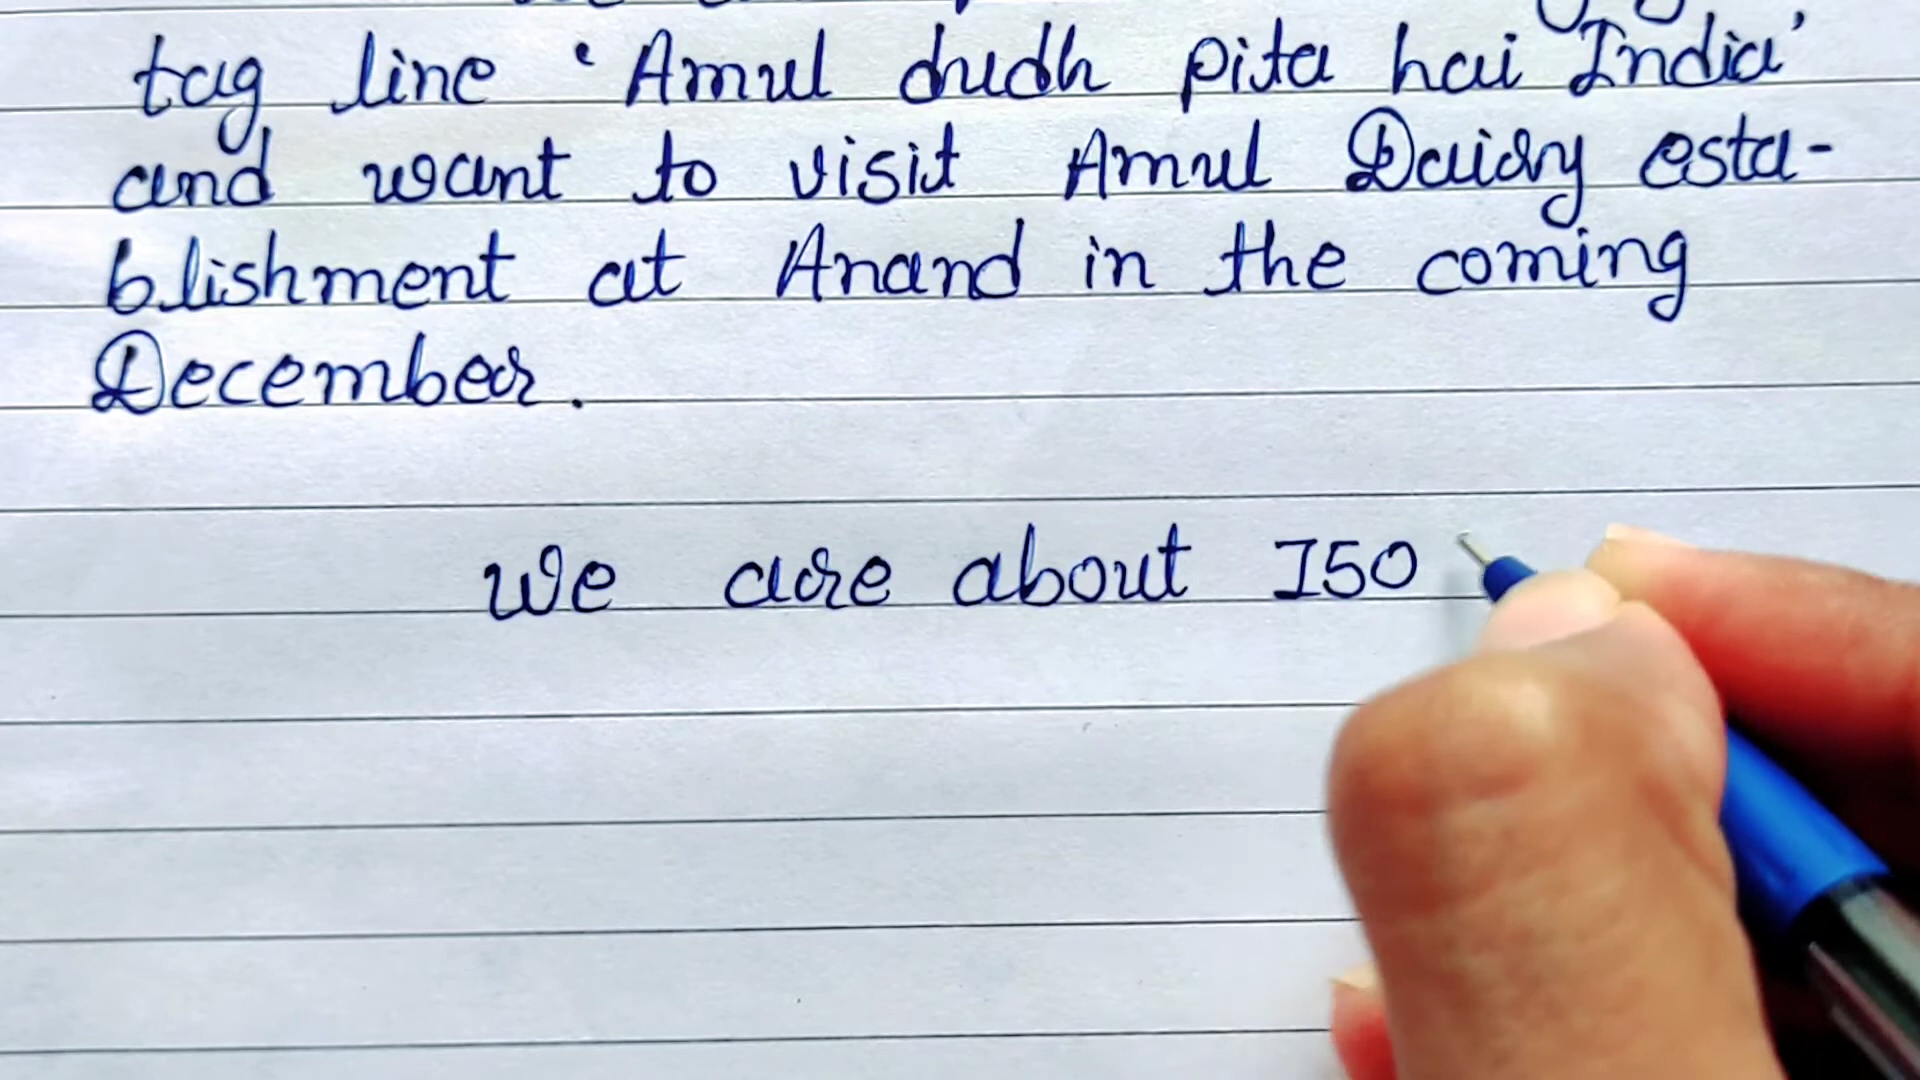 tag line 'Amul dudh pita hai India'
and want to visit Amul Dairy esta-
blishment at Anand in the coming
December.
We are about 150